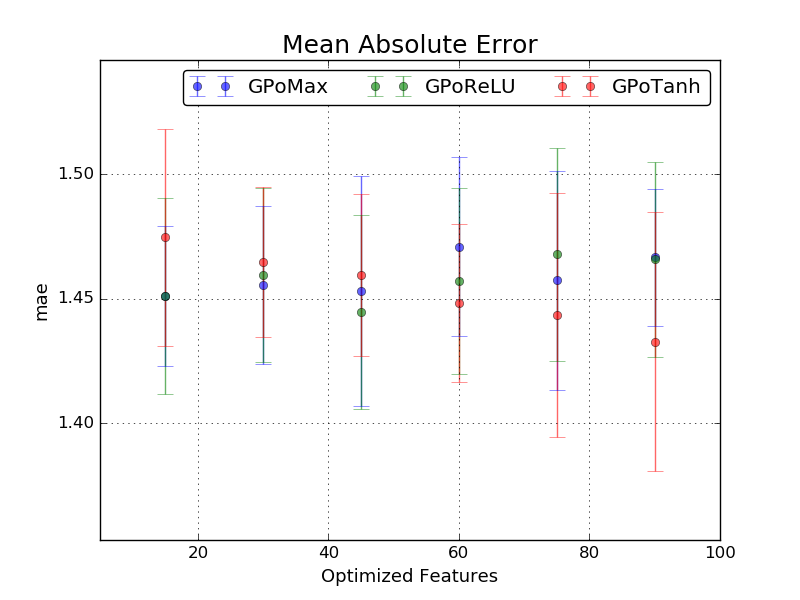 Mean Absolute Error
GPoMax GPoReLU GPoTanh
1.50
1.45
1.40
mae
20 40 60 80 100
Optimized Features